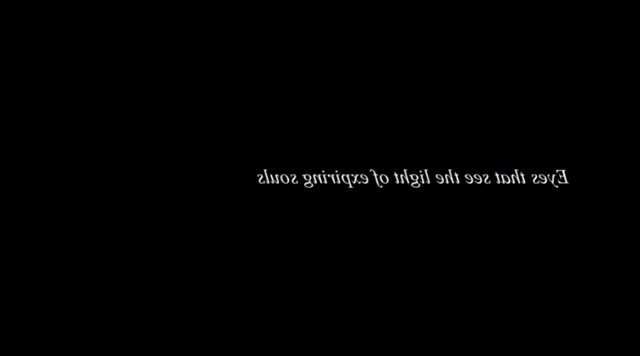 Eyes that see the light of expiring souls